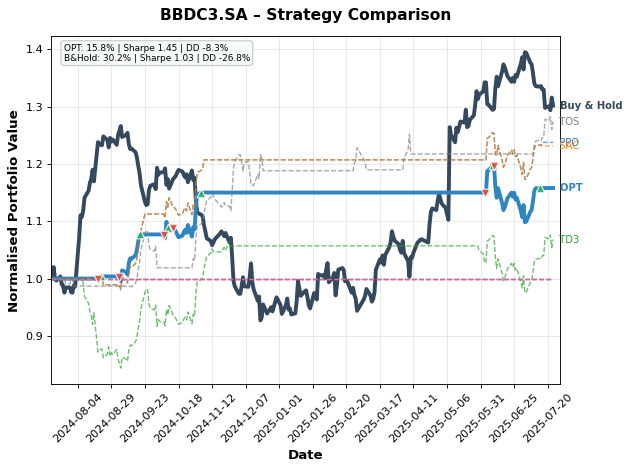 BBDC3.SA – Strategy Comparison
OPT: 15.8% | Sharpe 1.45 | DD -8.3%
B&Hold: 30.2% | Sharpe 1.03 | DD -26.8%
Normalised Portfolio Value
1.4
1.3
1.2
1.1
1.0
0.9
Buy & Hold
TOS
PPO
SAC
OPT
TD3
2024-08-04
2024-08-29
2024-09-23
2024-10-18
2024-11-12
2024-12-07
2025-01-01
2025-01-26
2025-02-20
2025-03-17
2025-04-11
2025-05-06
2025-05-31
2025-06-25
2025-07-20
Date